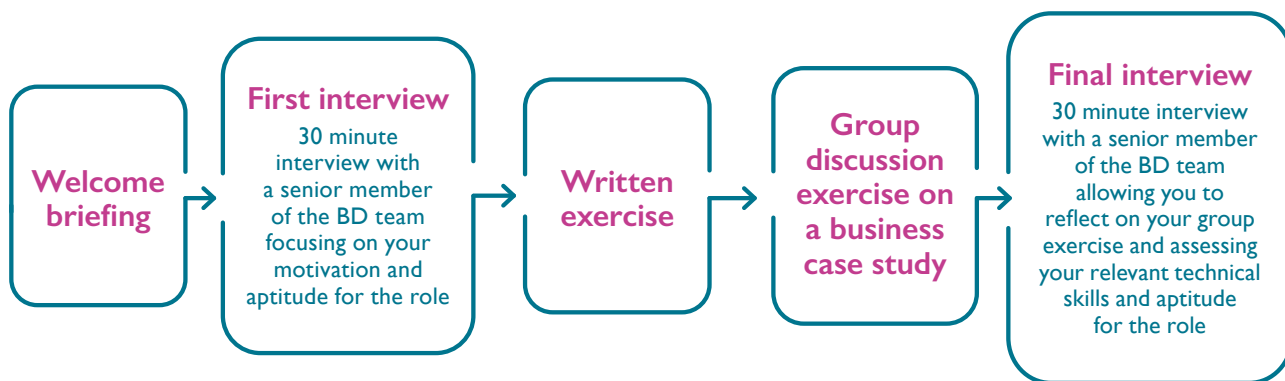 Welcome
briefing
First interview
30 minute
interview with
a senior member
of the BD team
focusing on your
motivation and
aptitude for the role
Written
exercise
Group
discussion
exercise on
a business
case study
Final interview
30 minute interview
with a senior member
of the BD team
allowing you to
reflect on your group
exercise and assessing
your relevant technical
skills and aptitude
for the role